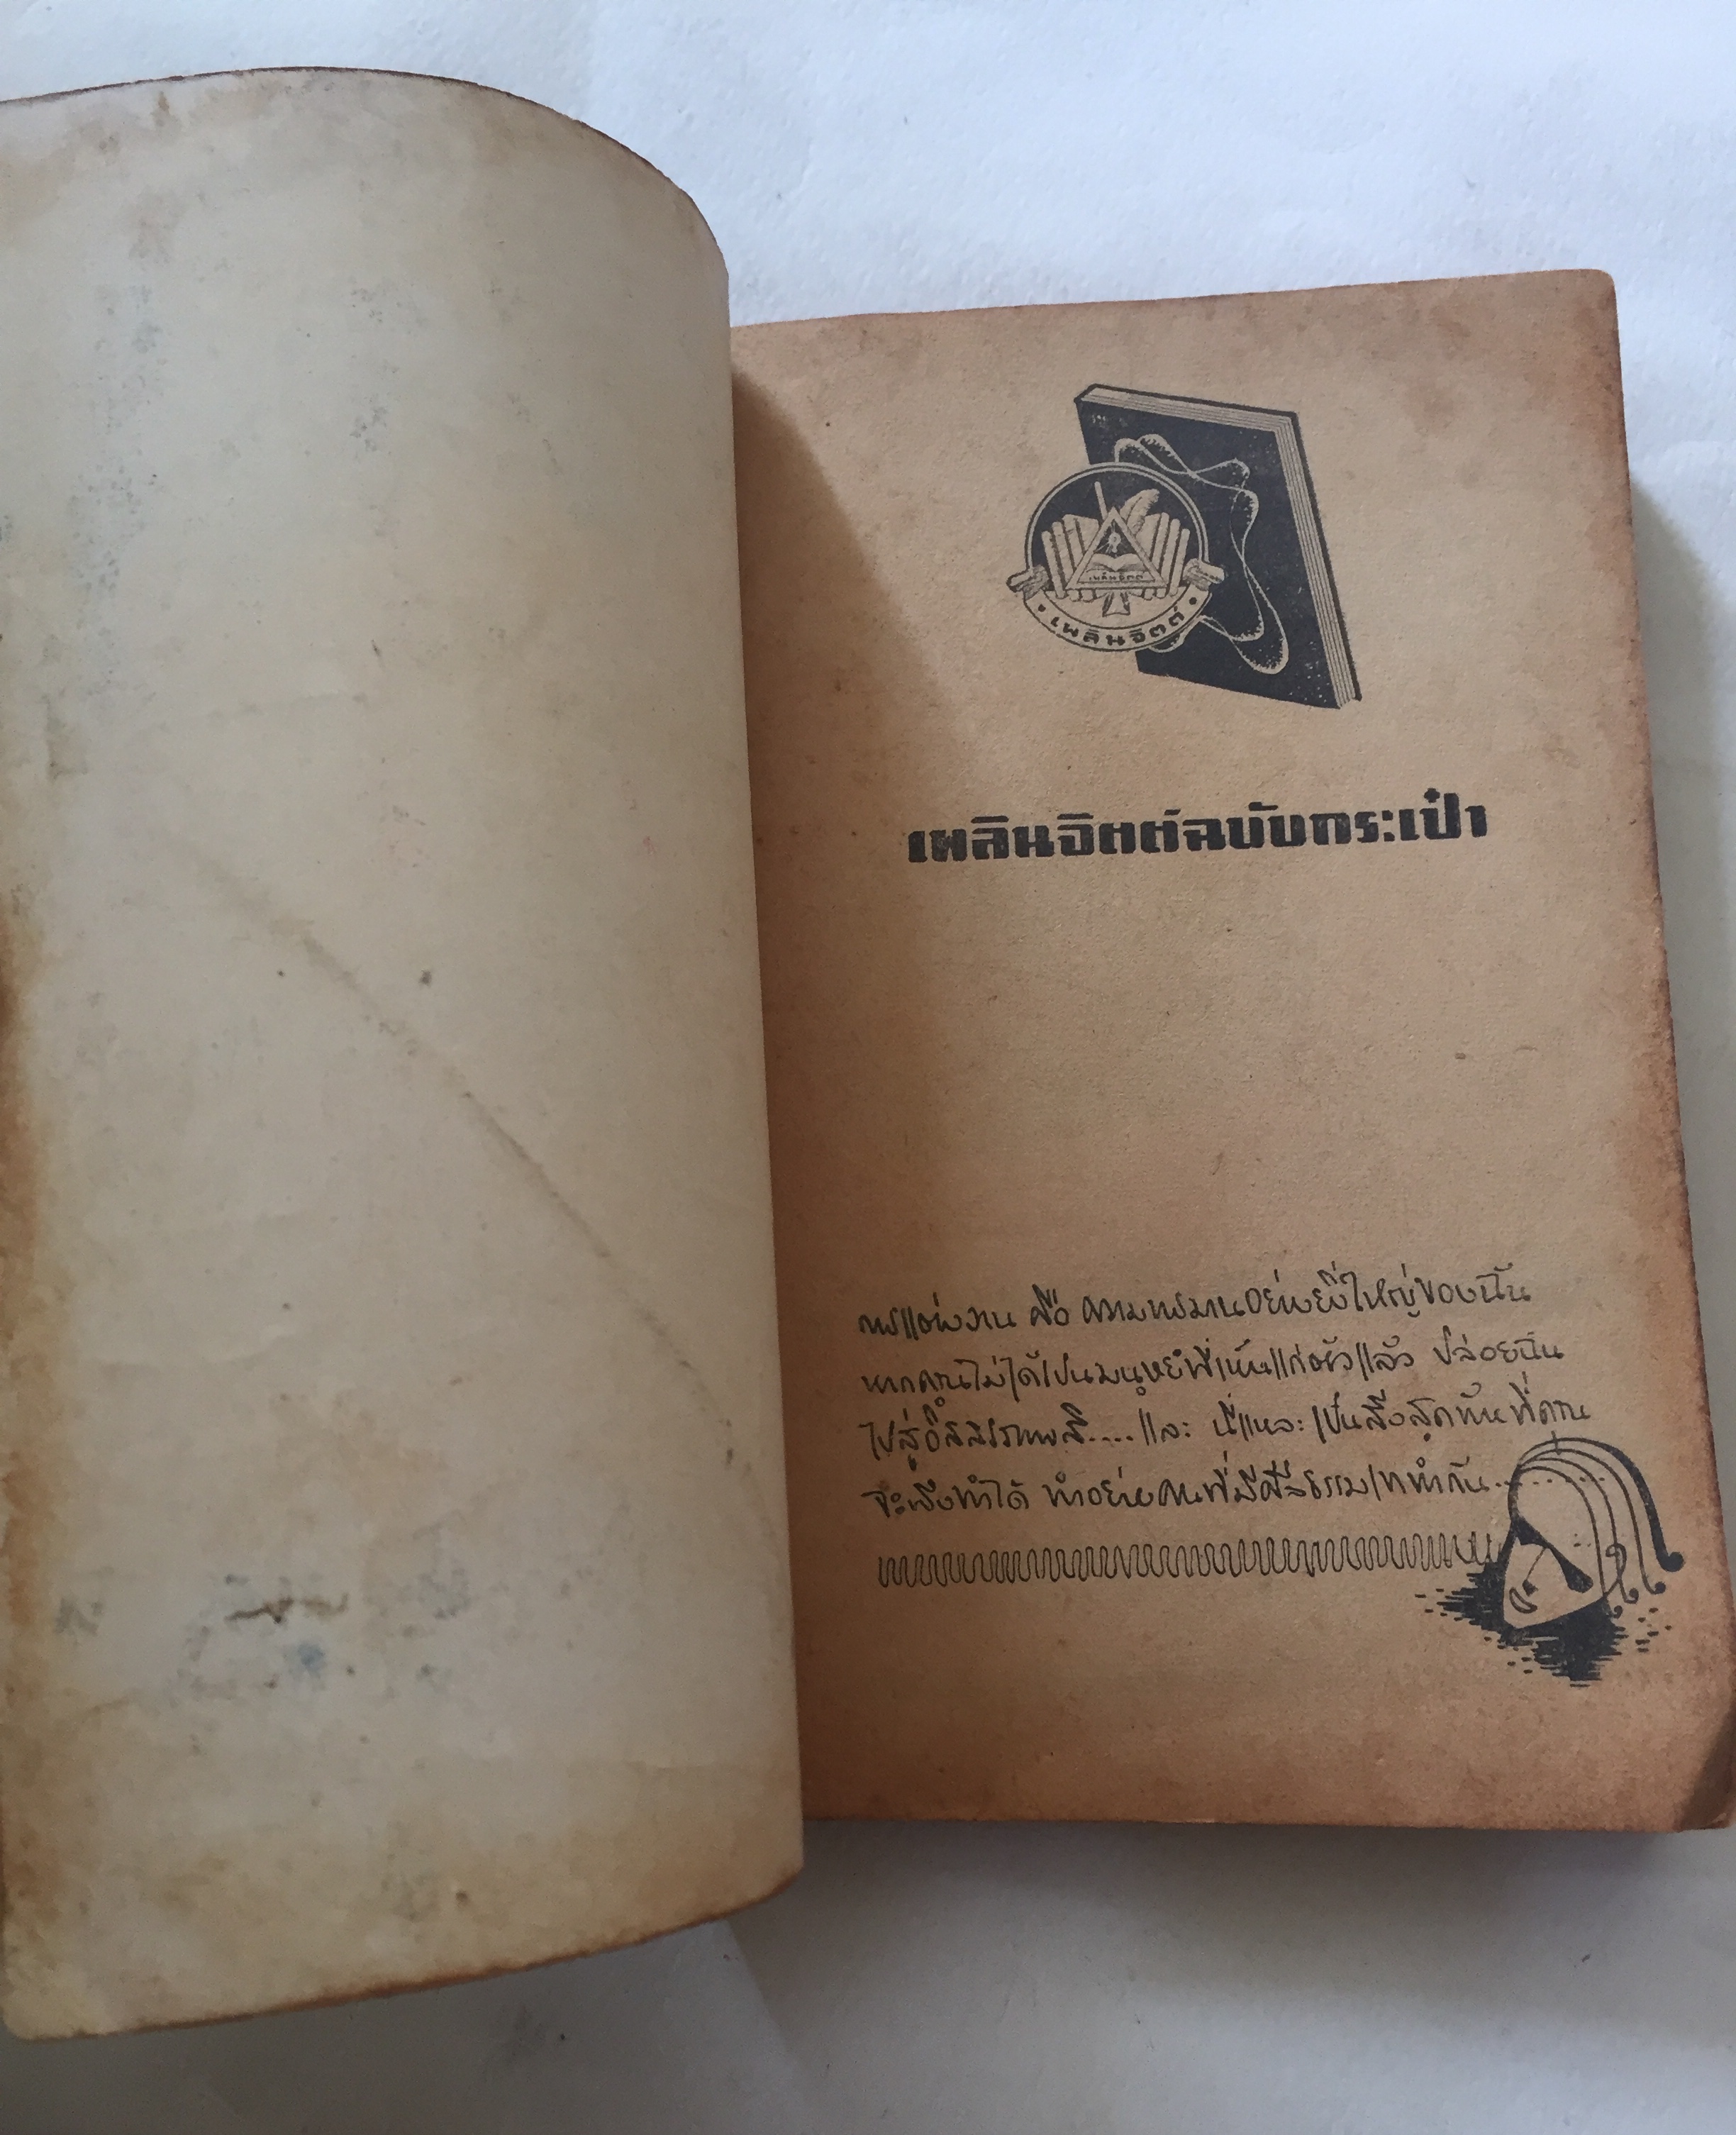 เพลินจิตต์
เพลินจิตต์
เพลินจิตต์ฉบับกระเป๋า
การแต่งงาน คือ ความทรมานอย่างยิ่งใหญ่ของฉัน
หากคุณไม่ได้เป็นมนุษย์ที่เห็นแก่ตัวแล้ว ปล่อยฉัน
ไปสู่อิสสรภาพสิ....และ นี่แหละเป็นสิ่งสุดท้ายที่คุณ
จะพึงทำได้ ทำอย่างคนที่มีศีลธรรมเขาทำกัน.......